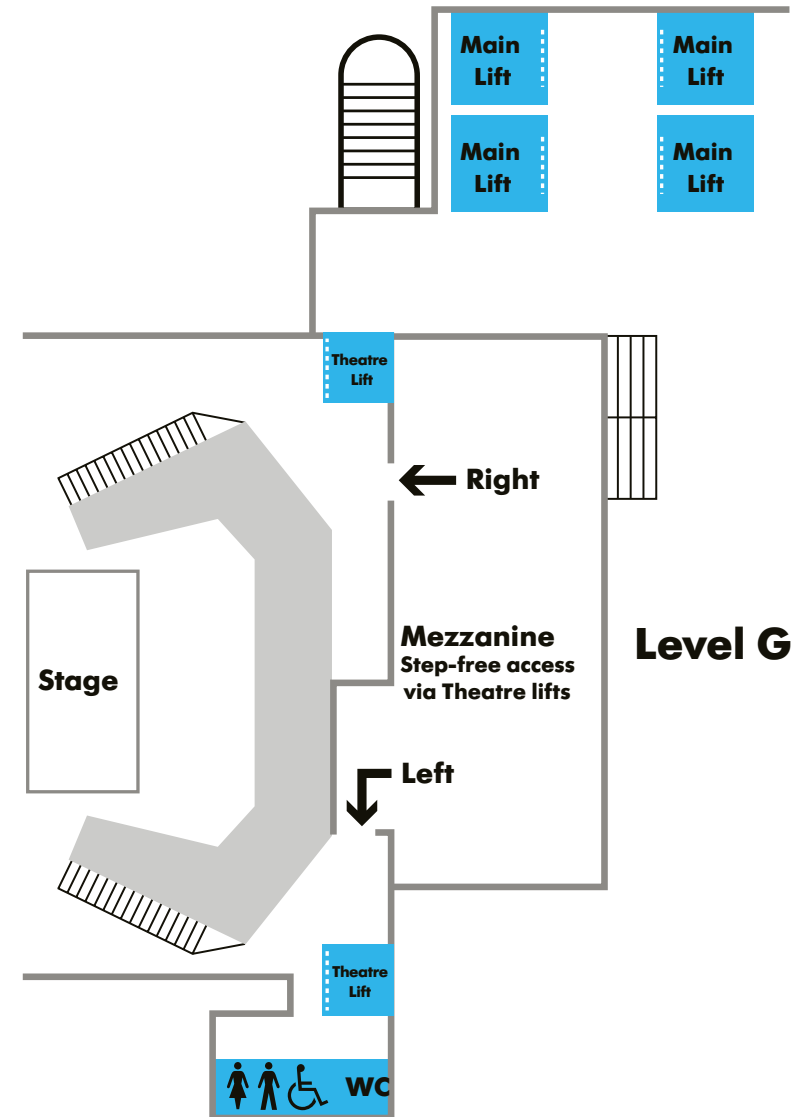 Main
Lift
Main
Lift
Main
Lift
Main
Lift
Theatre
Lift
Right
Mezzanine
Step-free access
via Theatre lifts
Level G
Stage
Left
Theatre
Lift
WC